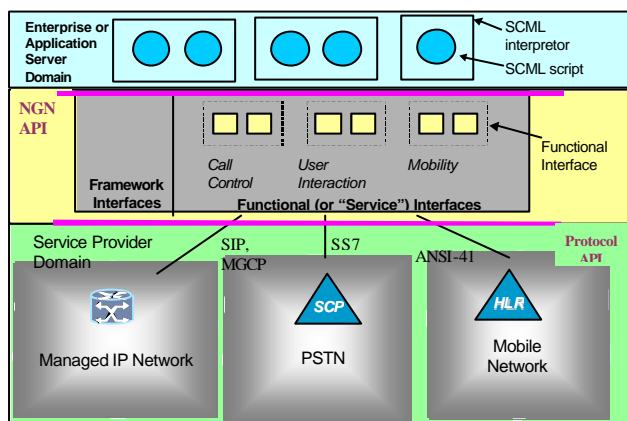 Enterprise or
Application
Server
Domain
SCML
interpretor
SCML script
NGN
API
Functional
Interface
Call
Control
User
Interaction
Mobility
Framework
Interfaces
Functional (or “Service”) Interfaces
Service Provider
Domain
SIP,
MGCP
SS7
ANSI-41
Protocol
API
SCP
HLR
Managed IP Network
PSTN
Mobile
Network